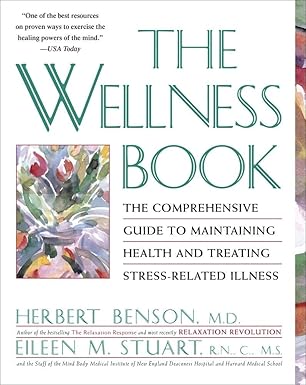 "One of the best resources
on proven ways to exercise the
healing powers of the mind."
—USA Today
THE
WELLNESS
BOOK
THE COMPREHENSIVE
GUIDE TO MAINTAINING
HEALTH AND TREATING
STRESS-RELATED ILLNESS
HERBERT BENSON, M.D.
Author of the bestselling The Relaxation Response and most recently RELAXATION REVOLUTION
EILEEN M. STUART, R.N., C., M.S.
and the Staff of the Mind Body Medical Institute of New England Deaconess Hospital and Harvard Medical School